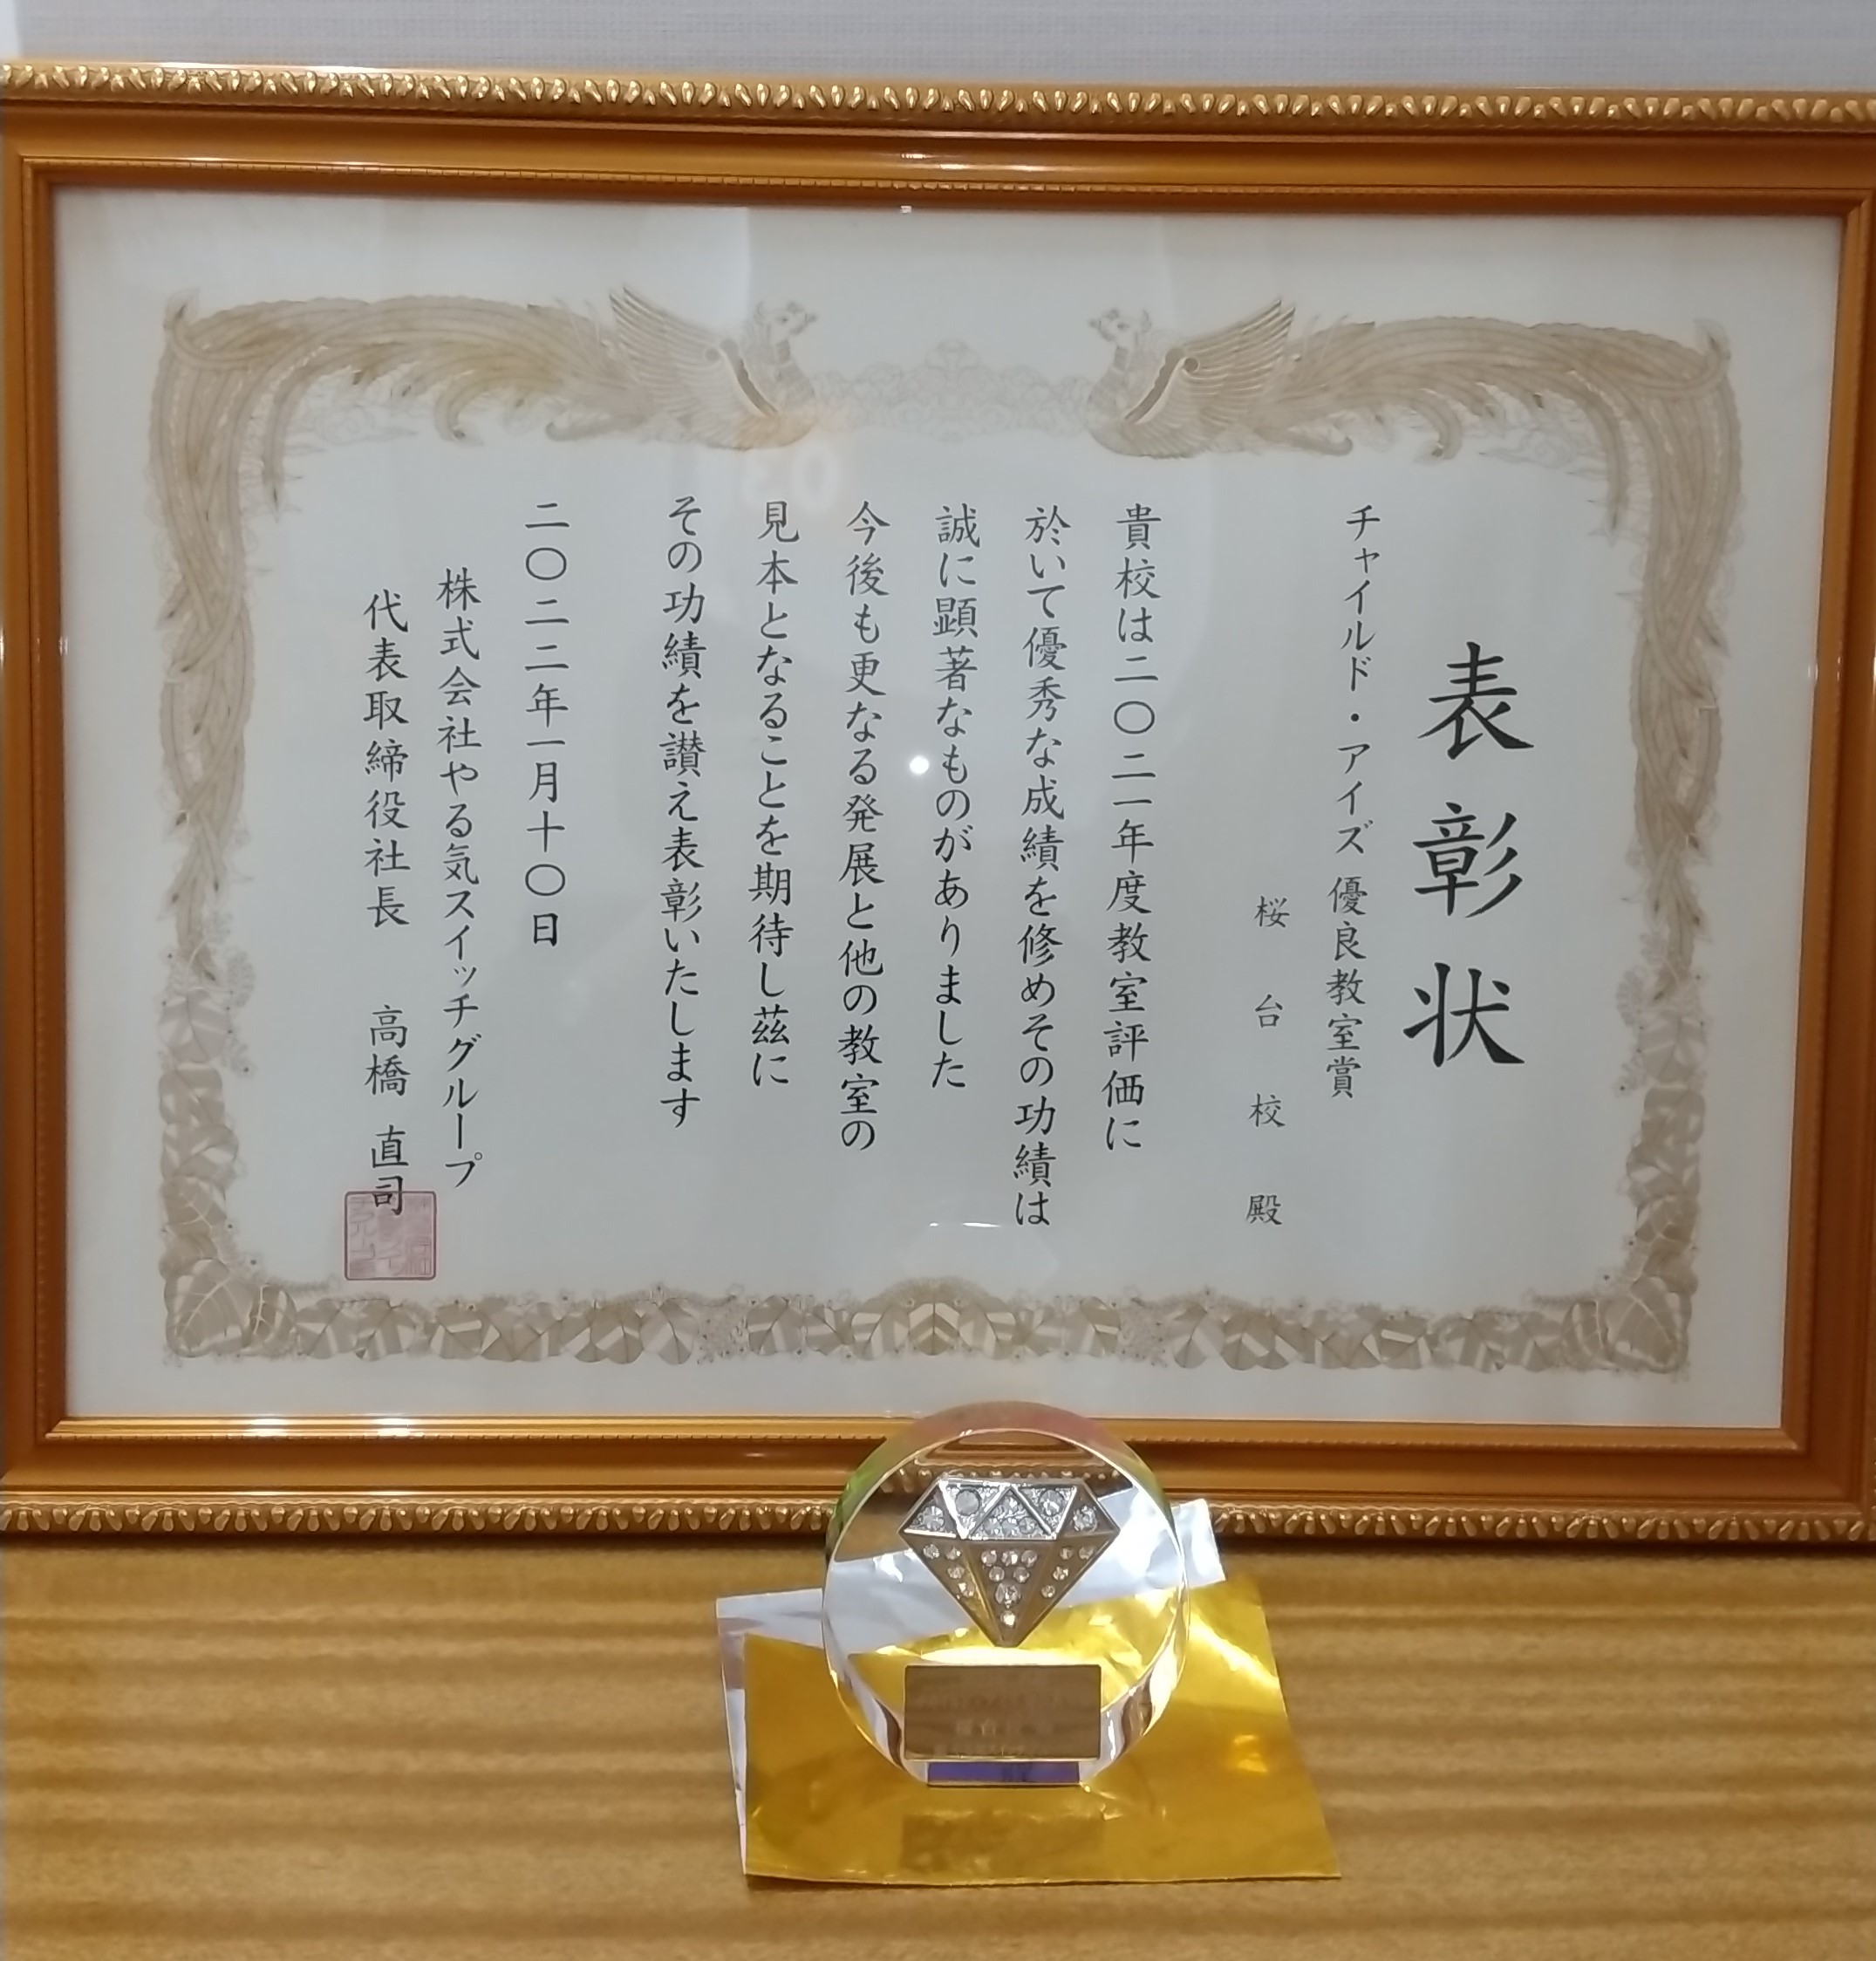 表彰状
チャイルド・アイズ 優良教室賞
桜台校殿
貴校は二〇二一年度教室評価に
於いて優秀な成績を修めその功績は
誠に顕著なものがありました
今後も更なる発展と他の教室の
見本となることを期待し茲に
その功績を讃え表彰いたします
二〇二二年一月十〇日
株式会社やる気スイッチグループ
代表取締役社長 高橋 直司